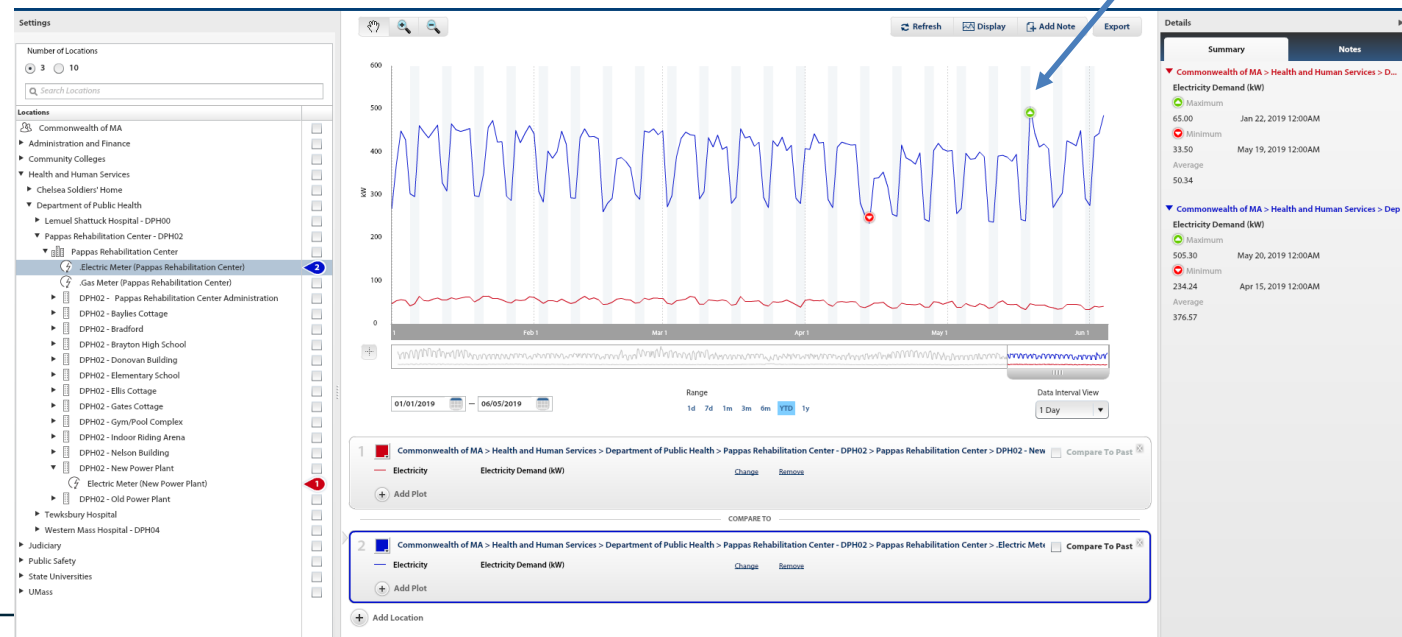 Settings
Number of Locations
3 10
Search Locations
Locations
Commonwealth of MA
Administration and Finance
Community Colleges
Health and Human Services
Chelsea Soldiers' Home
Department of Public Health
Lemuel Shattuck Hospital - DPH00
Pappas Rehabilitation Center - DPH02
Pappas Rehabilitation Center
.Electric Meter (Pappas Rehabilitation Center) 2
.Gas Meter (Pappas Rehabilitation Center)
DPH02 - Pappas Rehabilitation Center Administration
DPH02 - Baylies Cottage
DPH02 - Bradford
DPH02 - Brayton High School
DPH02 - Donovan Building
DPH02 - Elementary School
DPH02 - Ellis Cottage
DPH02 - Gates Cottage
DPH02 - Gym/Pool Complex
DPH02 - Indoor Riding Arena
DPH02 - Nelson Building
DPH02 - New Power Plant
Electric Meter (New Power Plant) 1
DPH02 - Old Power Plant
Tewksbury Hospital
Western Mass Hospital - DPH04
Judiciary
Public Safety
State Universities
UMass
Refresh Display Add Note Export
600
500
400
kW
300
200
100
0
1 Feb 1 Mar 1 Apr 1 May 1 Jun 1
01/01/2019 – 06/05/2019
Range
1d 7d 1m 3m 6m YTD 1y
Data Interval View
1 Day
1 Commonwealth of MA > Health and Human Services > Department of Public Health > Pappas Rehabilitation Center - DPH02 > Pappas Rehabilitation Center > DPH02 - New Compare To Past
Electricity Electricity Demand (kW) Change Remove
Add Plot
COMPARE TO
2 Commonwealth of MA > Health and Human Services > Department of Public Health > Pappas Rehabilitation Center - DPH02 > Pappas Rehabilitation Center > .Electric Mete Compare To Past
Electricity Electricity Demand (kW) Change Remove
Add Plot
Add Location
Details
Summary Notes
Commonwealth of MA > Health and Human Services > D...
Electricity Demand (kW)
Maximum
65.00 Jan 22, 2019 12:00AM
Minimum
33.50 May 19, 2019 12:00AM
Average
50.34
Commonwealth of MA > Health and Human Services > Dep
Electricity Demand (kW)
Maximum
505.30 May 20, 2019 12:00AM
Minimum
234.24 Apr 15, 2019 12:00AM
Average
376.57